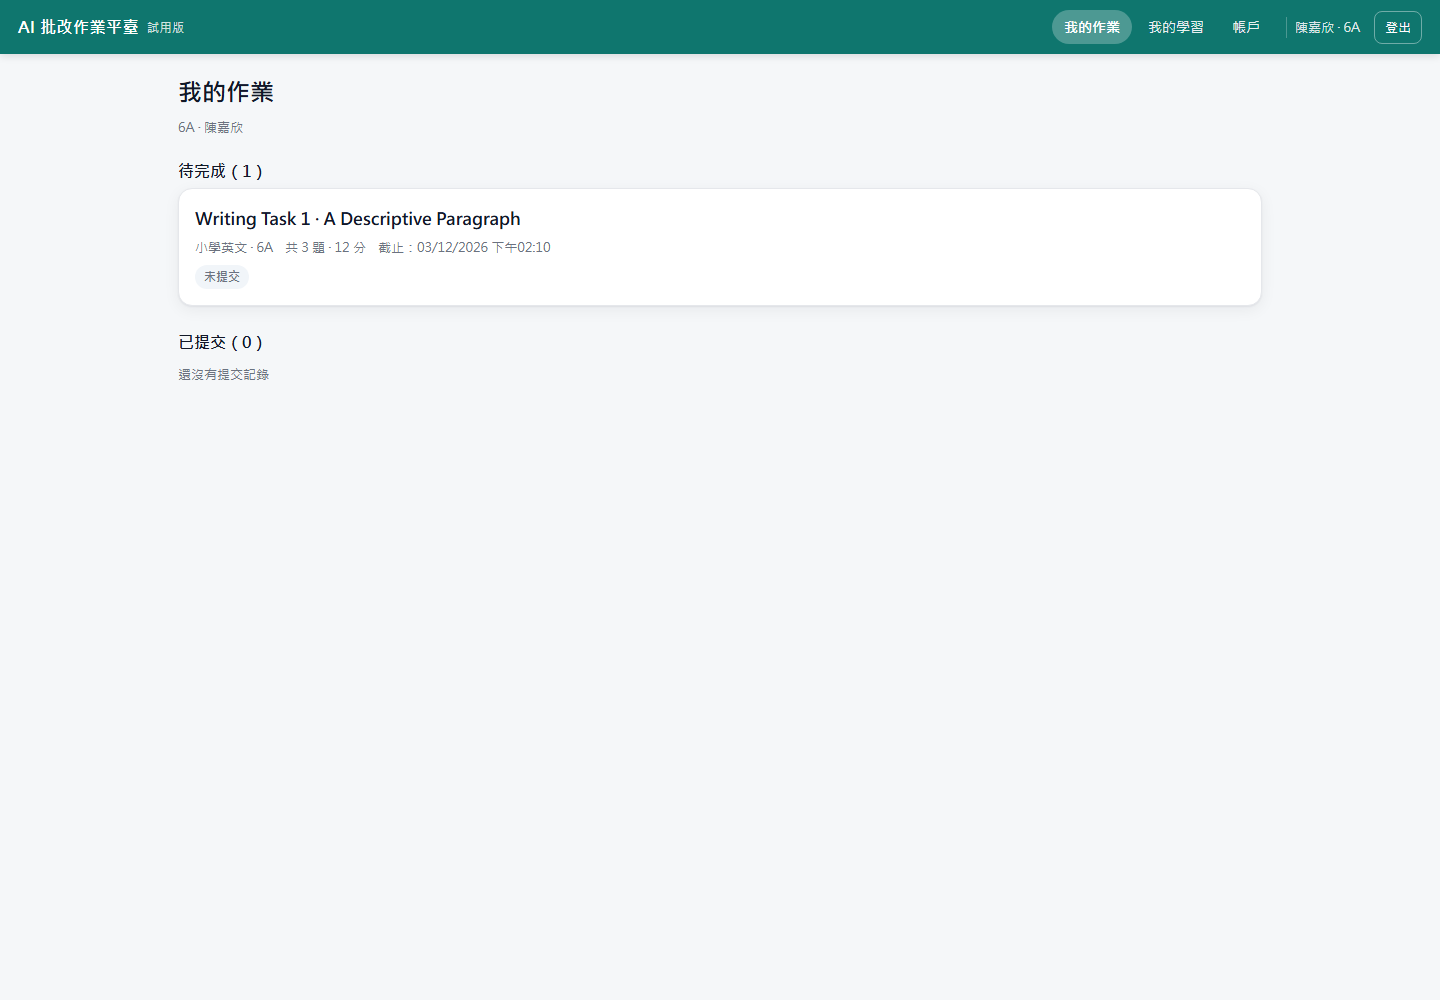 AI 批改作業平臺 試用版
我的作業 我的學習 帳戶 陳嘉欣 · 6A 登出
我的作業
6A · 陳嘉欣
待完成 ( 1 )
Writing Task 1 · A Descriptive Paragraph
小學英文 · 6A 共 3 題 · 12 分 截止：03/12/2026 下午02:10
未提交
已提交 ( 0 )
還沒有提交記錄